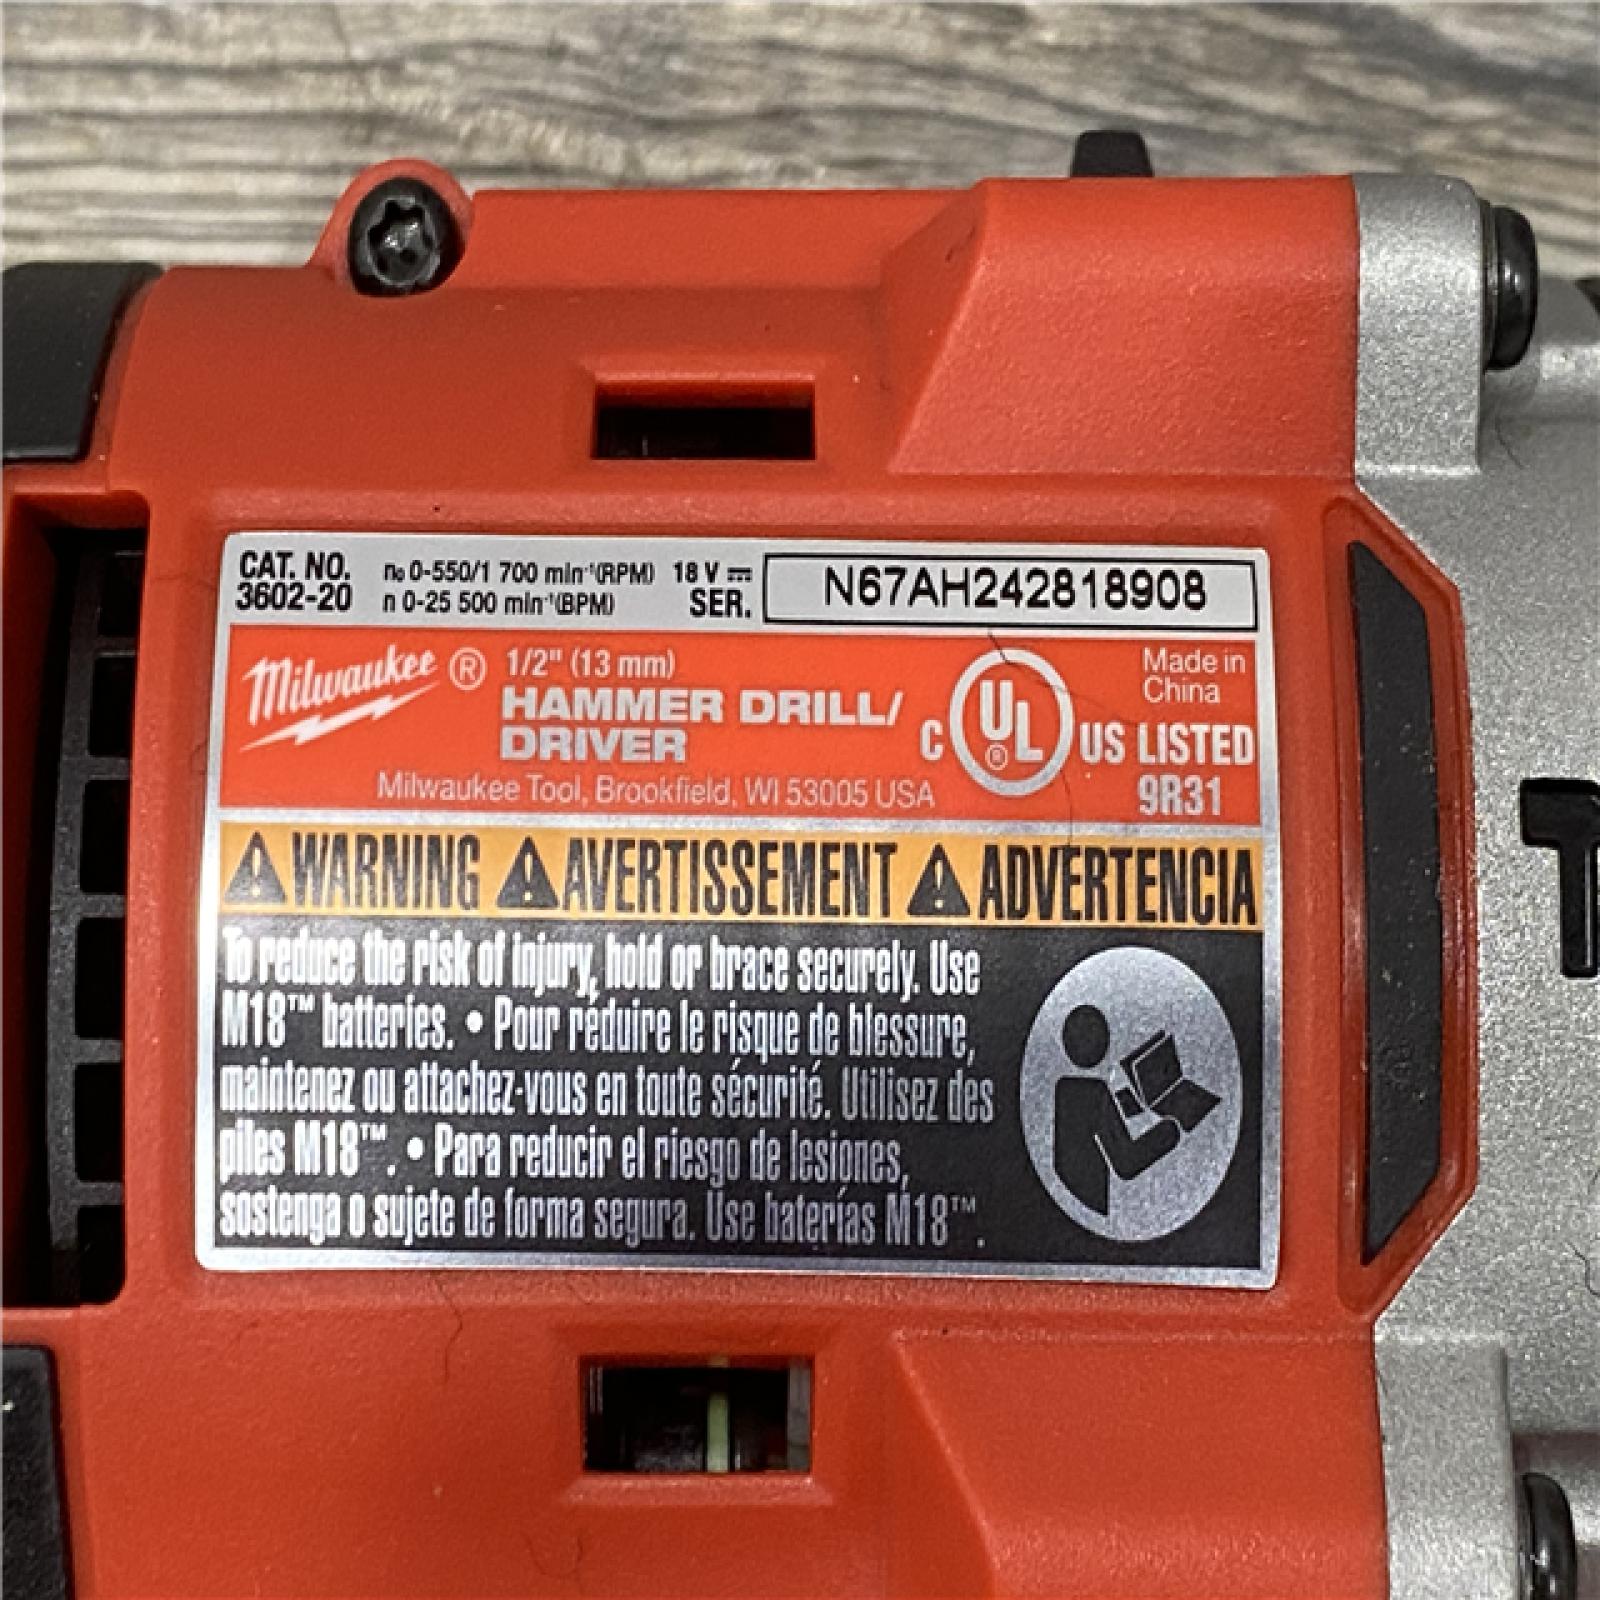 CAT. NO.
3602-20
n₀ 0-550/1 700 min⁻¹(RPM) 18 V ⎓
n 0-25 500 min⁻¹(BPM) SER.
N67AH242818908
Milwaukee®
1/2" (13 mm)
HAMMER DRILL/
DRIVER
Milwaukee Tool, Brookfield, WI 53005 USA
C UL® US LISTED
9R31
Made in
China
⚠WARNING ⚠AVERTISSEMENT ⚠ADVERTENCIA
To reduce the risk of injury, hold or brace securely. Use
M18™ batteries. • Pour réduire le risque de blessure,
maintenez ou attachez-vous en toute sécurité. Utilisez des
piles M18™. • Para reducir el riesgo de lesiones,
sostenga o sujete de forma segura. Use baterías M18™.